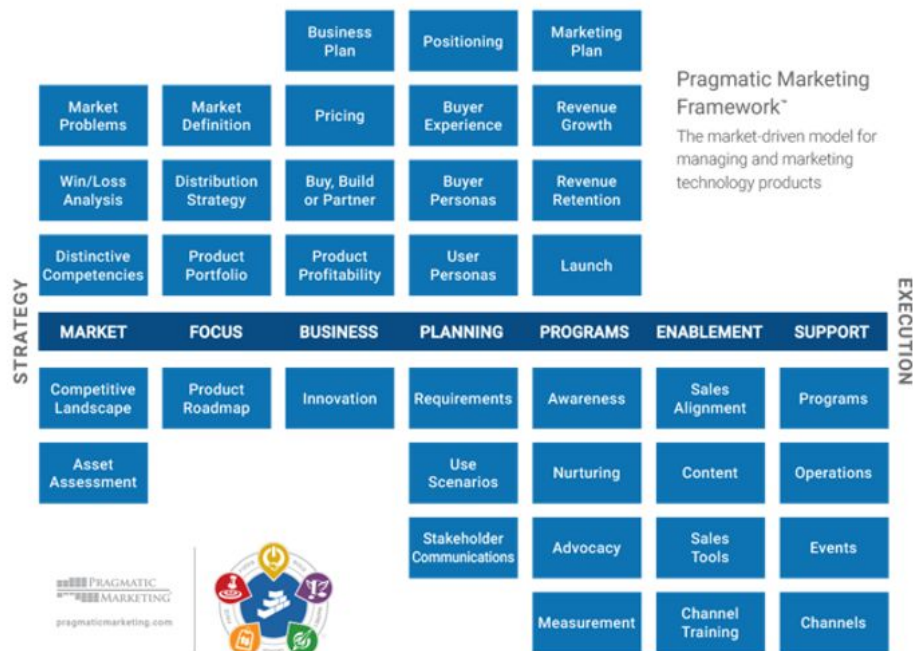 Business
Plan
Positioning
Marketing
Plan
Pragmatic Marketing
Framework™
The market-driven model for
managing and marketing
technology products
Market
Problems
Market
Definition
Pricing
Buyer
Experience
Revenue
Growth
Win/Loss
Analysis
Distribution
Strategy
Buy, Build
or Partner
Buyer
Personas
Revenue
Retention
Distinctive
Competencies
Product
Portfolio
Product
Profitability
User
Personas
Launch
STRATEGY
MARKET
FOCUS
BUSINESS
PLANNING
PROGRAMS
ENABLEMENT
SUPPORT
EXECUTION
Competitive
Landscape
Product
Roadmap
Innovation
Requirements
Awareness
Sales
Alignment
Programs
Asset
Assessment
Use
Scenarios
Nurturing
Content
Operations
Stakeholder
Communications
Advocacy
Sales
Tools
Events
Measurement
Channel
Training
Channels
PRAGMATIC
MARKETING
pragmaticmarketing.com